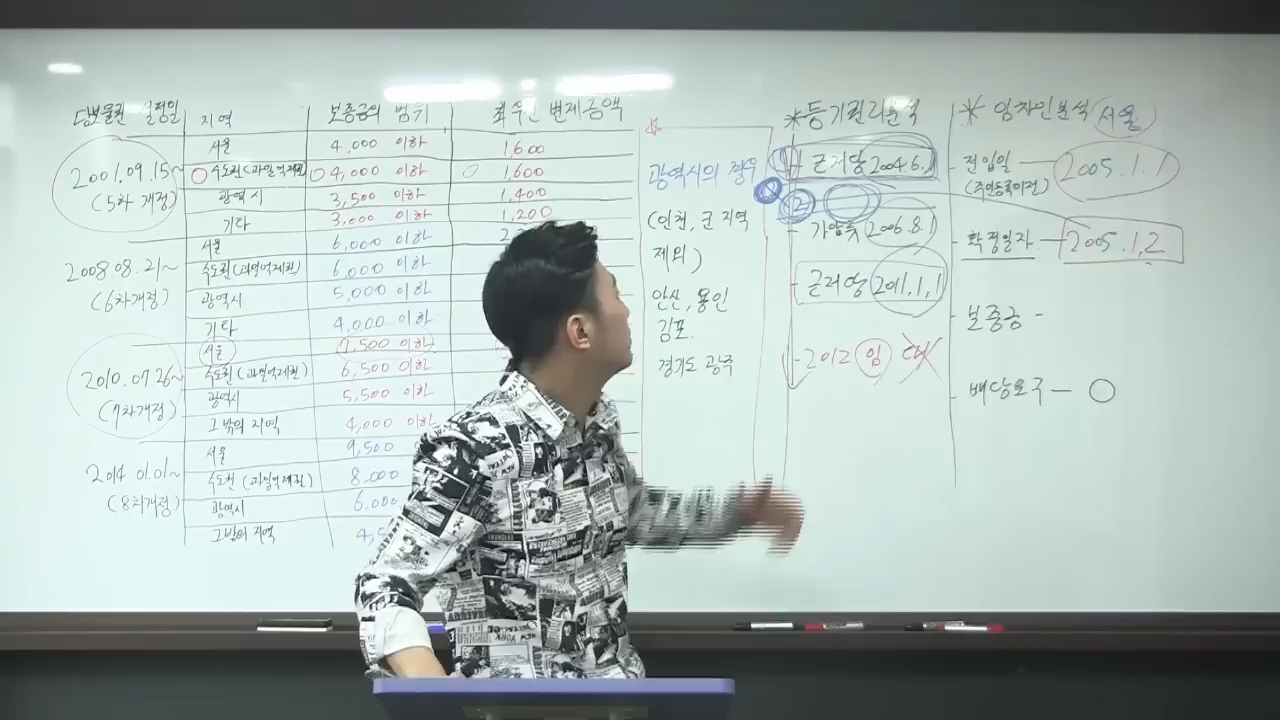 담보물권 설정일 지역 보증금의 범위 최우선 변제금액
2001.09.15~
(5차 개정)
서울 4,000 이하 1,600
수도권(과밀억제권) 4,000 이하 1,600
광역시 3,500 이하 1,400
기타 3,000 이하 1,200
2008.08.21~
(6차개정)
서울 6,000 이하
수도권(과밀억제권) 6,000 이하
광역시 5,000 이하
기타 4,000 이하
2010.07.26~
(7차개정)
서울 7,500 이하
수도권(과밀억제권) 6,500 이하
광역시 5,500 이하
그 밖의 지역 4,000 이하
2014.01.01~
(8차개정)
서울 9,500
수도권(과밀억제권) 8,000
광역시 6,000
그 밖의 지역
광역시의 경우
(인천, 군 지역
제외)
안산, 용인
김포
경기도 광주
*등기권리분석
1 근저당 2004.6.1
2
가압류 2006.8.1
근저당 2011.1.1
2012 임
* 임차인분석 서울
전입일 2005.1.1
(주민등록이전)
확정일자 2005.1.2
보증금 -
배당요구 - ○